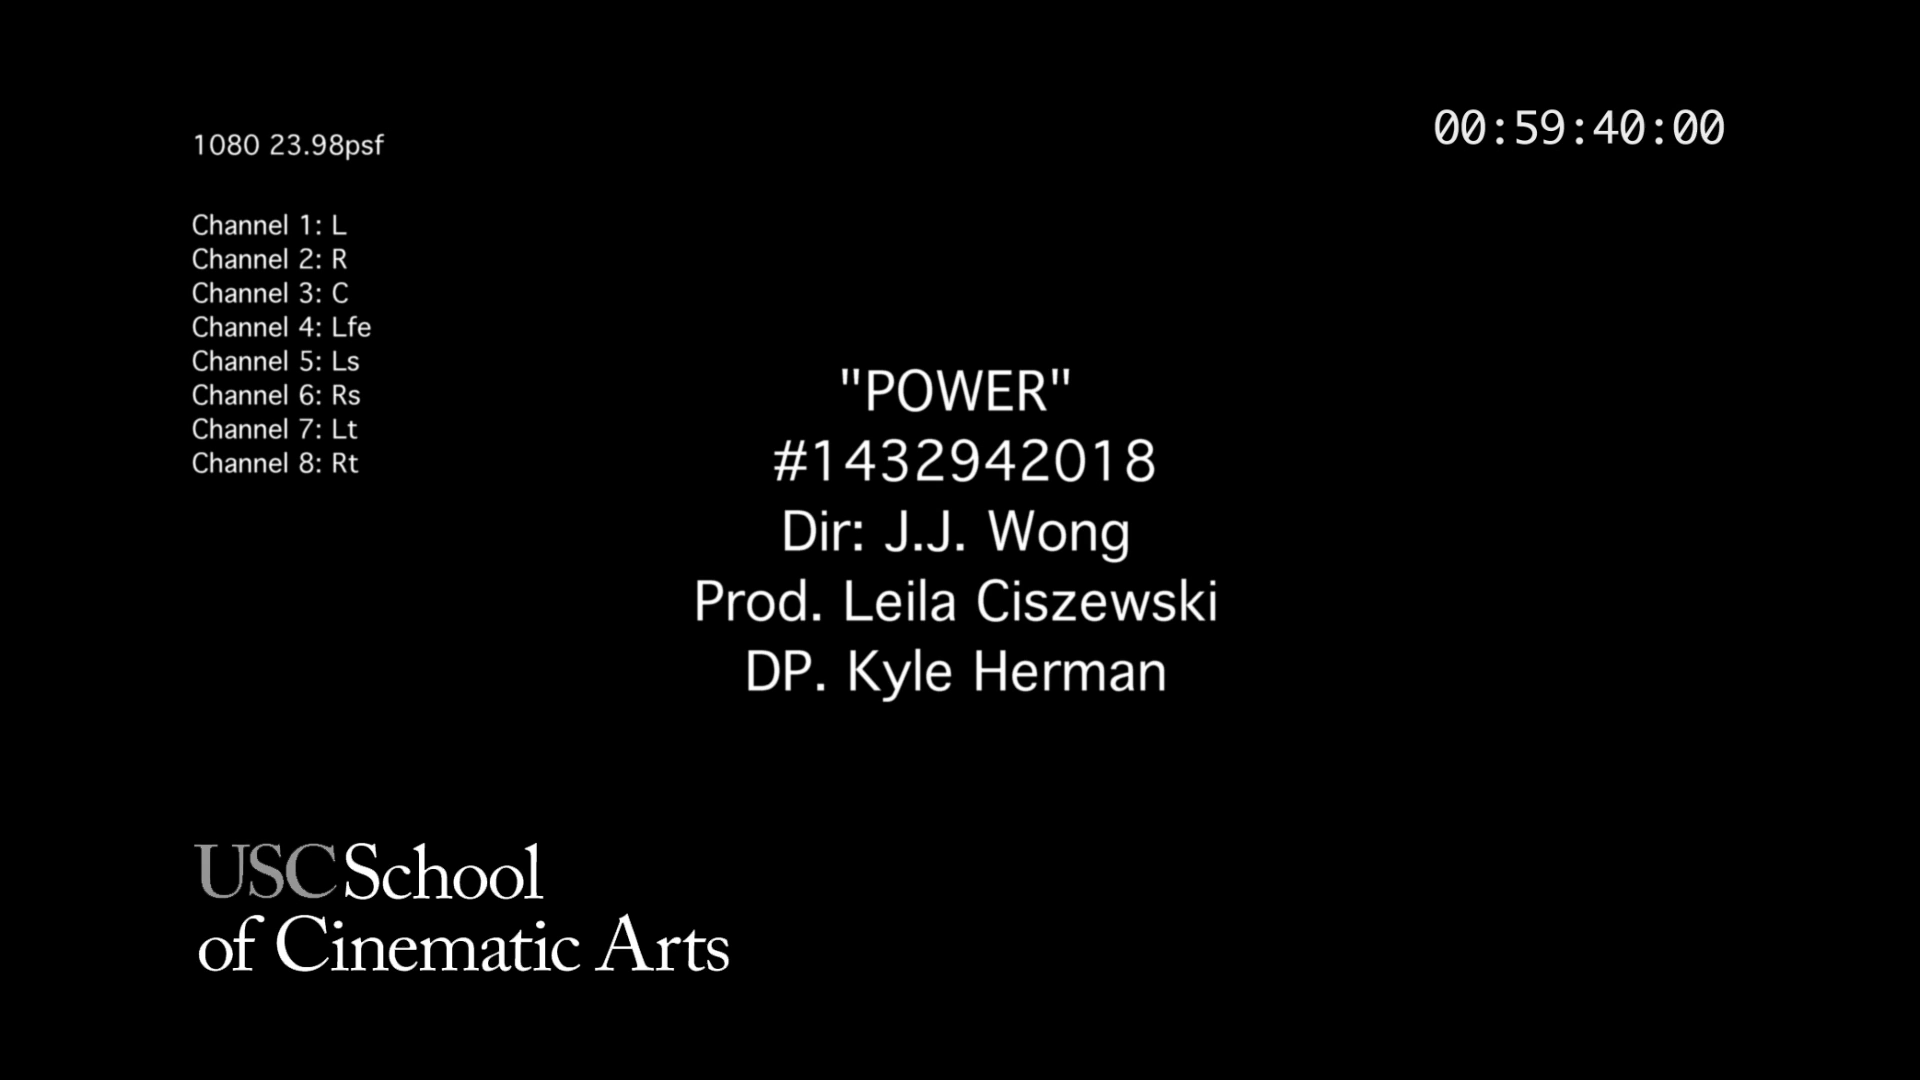 1080 23.98psf
00:59:40:00
Channel 1: L
Channel 2: R
Channel 3: C
Channel 4: Lfe
Channel 5: Ls
Channel 6: Rs
Channel 7: Lt
Channel 8: Rt
"POWER"
#1432942018
Dir: J.J. Wong
Prod. Leila Ciszewski
DP. Kyle Herman
USC School
of Cinematic Arts